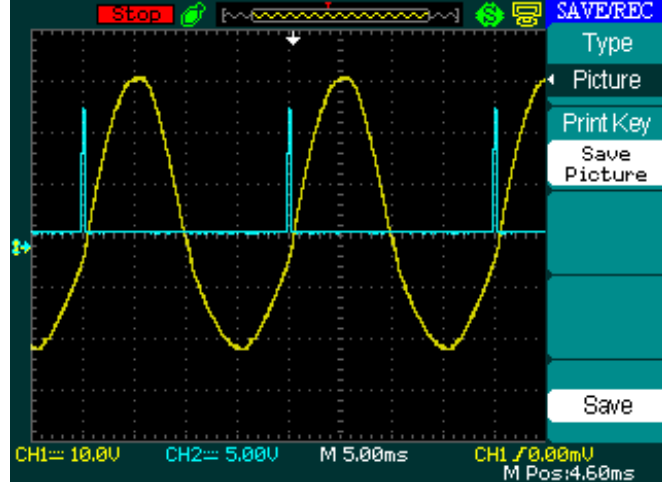 Stop S SAVE/REC
Type
Picture
Print Key
Save
Picture
Save
CH1 10.0V CH2 5.00V M 5.00ms CH1 0.00mV
M Pos:4.60ms